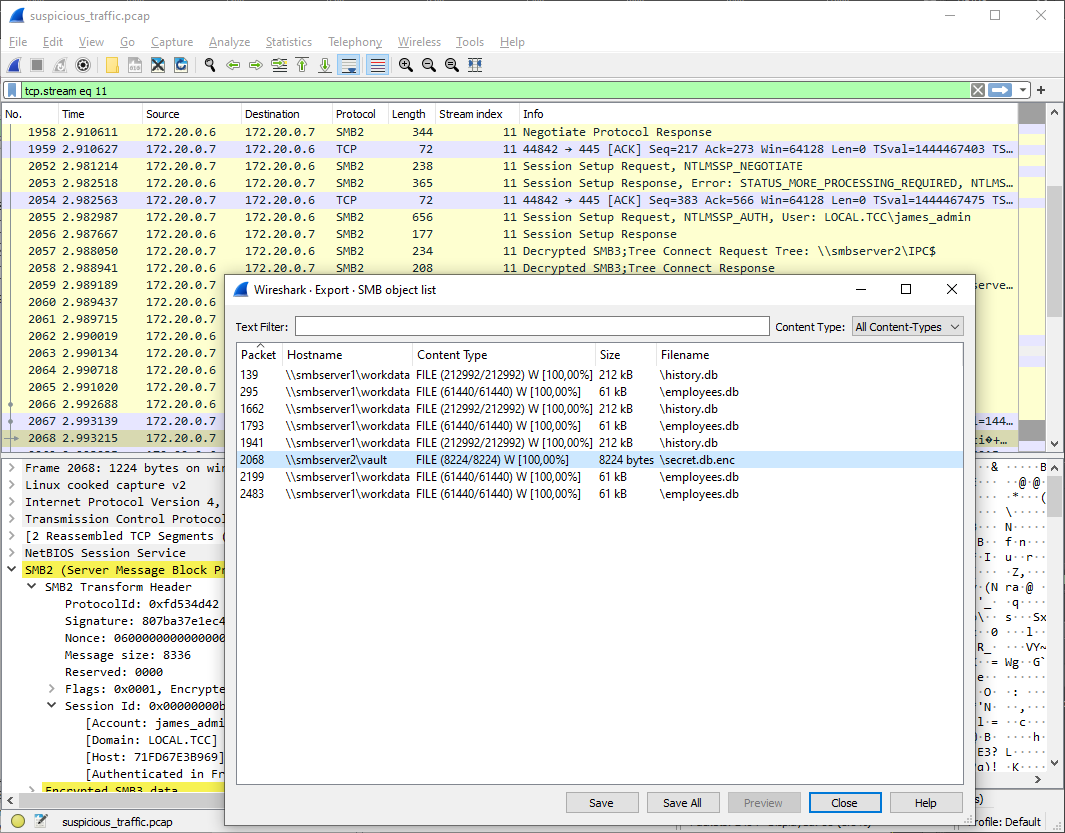 suspicious_traffic.pcap
File Edit View Go Capture Analyze Statistics Telephony Wireless Tools Help
tcp.stream eq 11
No. Time Source Destination Protocol Length Stream index Info
1958 2.910611 172.20.0.6 172.20.0.7 SMB2 344 11 Negotiate Protocol Response
1959 2.910627 172.20.0.7 172.20.0.6 TCP 72 11 44842 → 445 [ACK] Seq=217 Ack=273 Win=64128 Len=0 TSval=1444467403 TS…
2052 2.981214 172.20.0.7 172.20.0.6 SMB2 238 11 Session Setup Request, NTLMSSP_NEGOTIATE
2053 2.982518 172.20.0.6 172.20.0.7 SMB2 365 11 Session Setup Response, Error: STATUS_MORE_PROCESSING_REQUIRED, NTLMS…
2054 2.982563 172.20.0.7 172.20.0.6 TCP 72 11 44842 → 445 [ACK] Seq=383 Ack=566 Win=64128 Len=0 TSval=1444467475 TS…
2055 2.982987 172.20.0.7 172.20.0.6 SMB2 656 11 Session Setup Request, NTLMSSP_AUTH, User: LOCAL.TCC\james_admin
2056 2.987667 172.20.0.6 172.20.0.7 SMB2 177 11 Session Setup Response
2057 2.988050 172.20.0.7 172.20.0.6 SMB2 234 11 Decrypted SMB3;Tree Connect Request Tree: \\smbserver2\IPC$
2058 2.988941 172.20.0.6 172.20.0.7 SMB2 208 11 Decrypted SMB3;Tree Connect Response
2059 2.989189 172.20.0.7
2060 2.989437 172.20.0.6
2061 2.989715 172.20.0.7
2062 2.990019 172.20.0.6
2063 2.990134 172.20.0.7
2064 2.990718 172.20.0.6
2065 2.991020 172.20.0.7
2066 2.992688 172.20.0.6
2067 2.993139 172.20.0.7
2068 2.993215 172.20.0.7
Wireshark · Export · SMB object list
Text Filter: Content Type: All Content-Types
Packet Hostname Content Type Size Filename
139 \\smbserver1\workdata FILE (212992/212992) W [100,00%] 212 kB \history.db
295 \\smbserver1\workdata FILE (61440/61440) W [100,00%] 61 kB \employees.db
1662 \\smbserver1\workdata FILE (212992/212992) W [100,00%] 212 kB \history.db
1793 \\smbserver1\workdata FILE (61440/61440) W [100,00%] 61 kB \employees.db
1941 \\smbserver1\workdata FILE (212992/212992) W [100,00%] 212 kB \history.db
2068 \\smbserver2\vault FILE (8224/8224) W [100,00%] 8224 bytes \secret.db.enc
2199 \\smbserver1\workdata FILE (61440/61440) W [100,00%] 61 kB \employees.db
2483 \\smbserver1\workdata FILE (61440/61440) W [100,00%] 61 kB \employees.db
Save Save All Preview Close Help
Frame 2068: 1224 bytes on wir
Linux cooked capture v2
Internet Protocol Version 4,
Transmission Control Protocol
[2 Reassembled TCP Segments (
NetBIOS Session Service
SMB2 (Server Message Block Pr
SMB2 Transform Header
ProtocolId: 0xfd534d42
Signature: 807ba37e1ec4
Nonce: 0600000000000000
Message size: 8336
Reserved: 0000
Flags: 0x0001, Encrypte
Session Id: 0x00000000b
[Account: james_admi
[Domain: LOCAL.TCC]
[Host: 71FD67E3B969]
[Authenticated in Fr
Encrypted SMB3 data
suspicious_traffic.pcap
rofile: Default